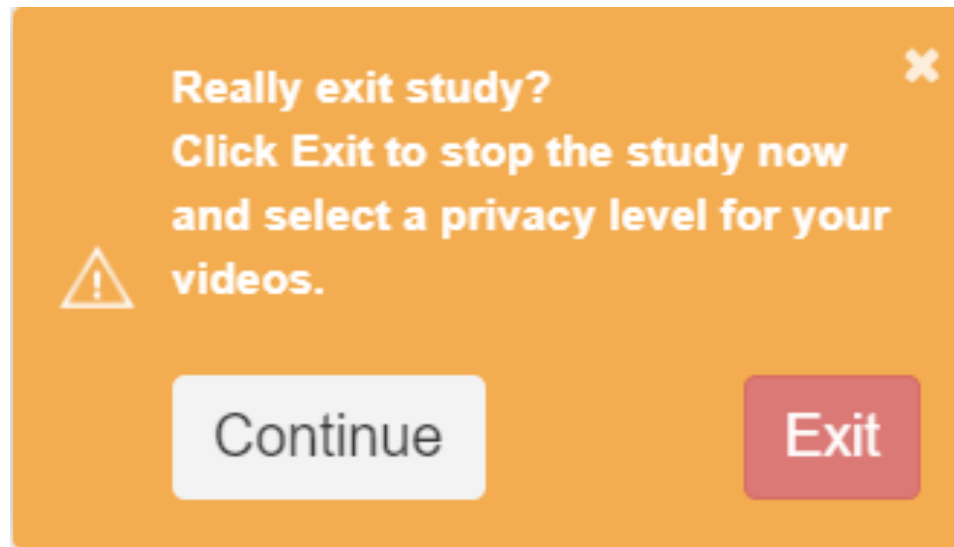 Really exit study?
Click Exit to stop the study now
and select a privacy level for your
videos.
Continue
Exit